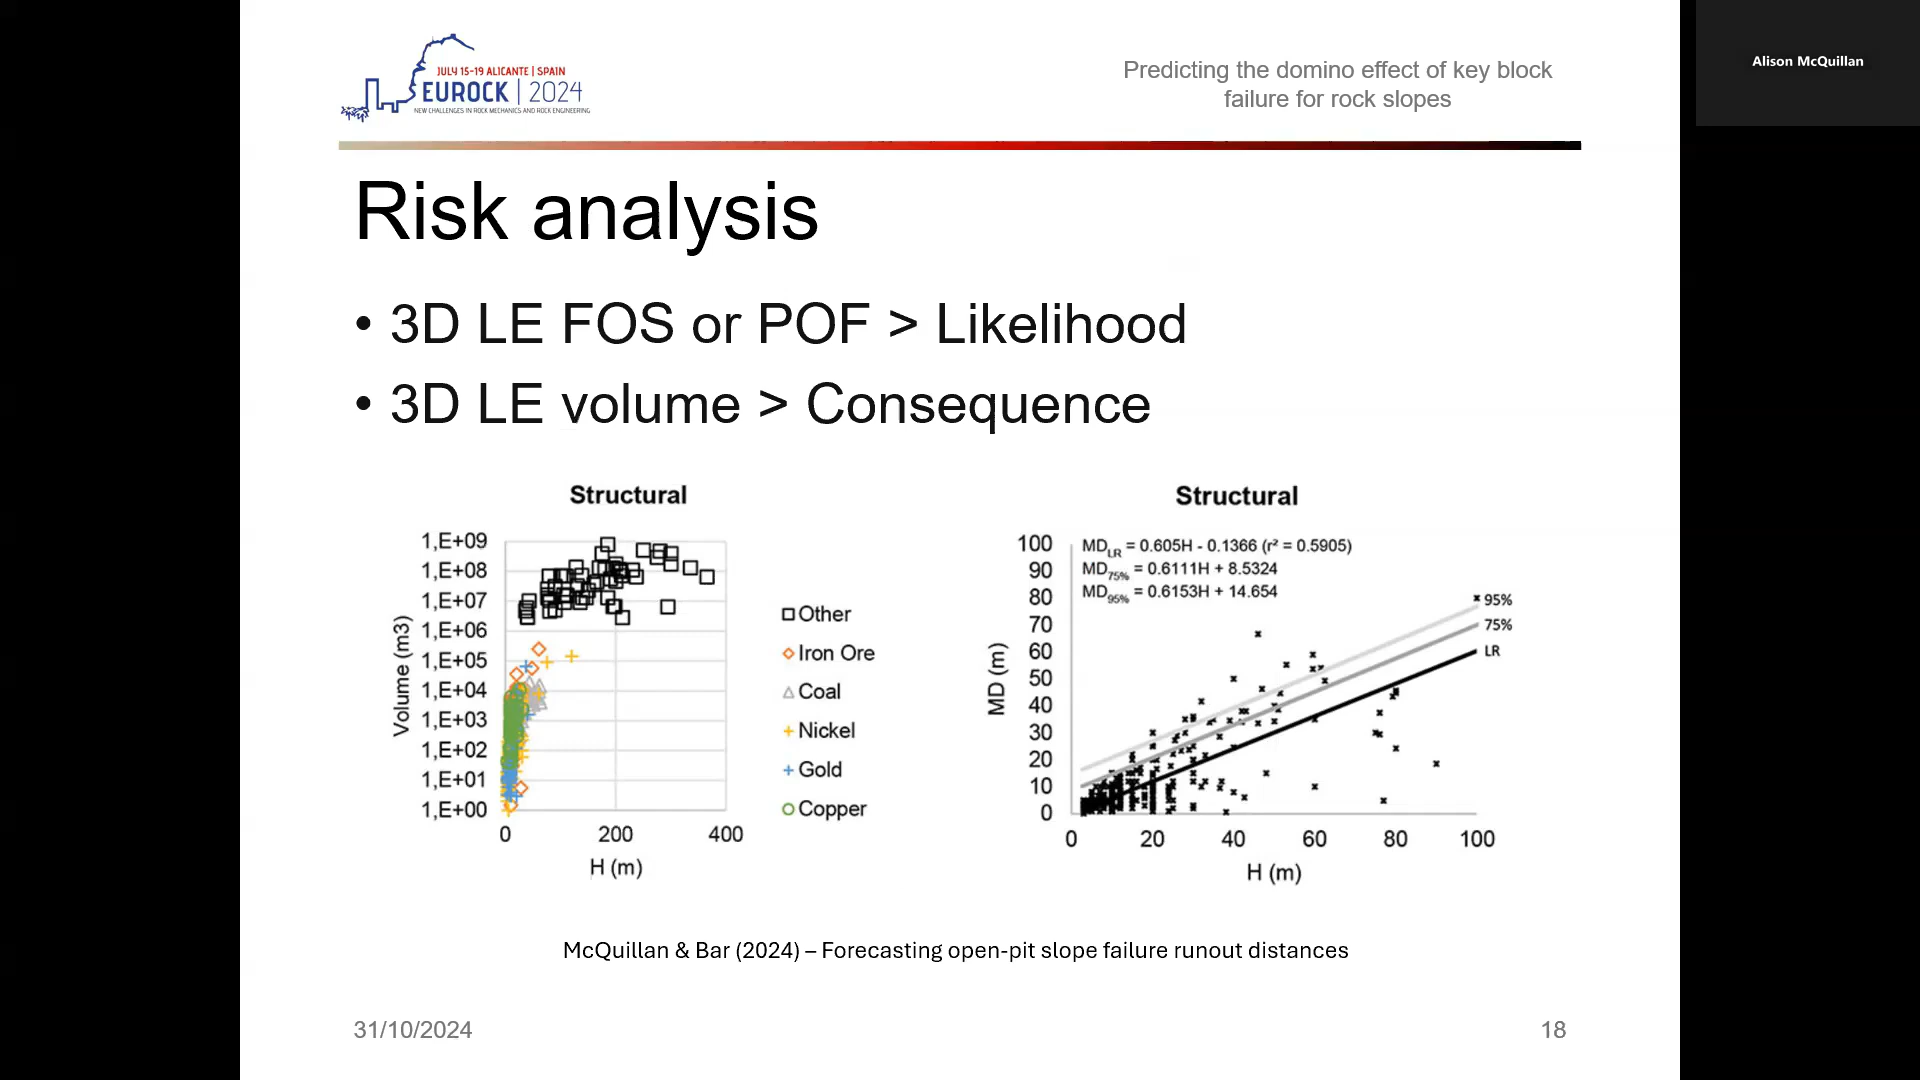 Alison McQuillan
JULY 15-19 ALICANTE | SPAIN
EUROCK | 2024
NEW CHALLENGES IN ROCK MECHANICS AND ROCK ENGINEERING
Predicting the domino effect of key block
failure for rock slopes
Risk analysis
• 3D LE FOS or POF > Likelihood
• 3D LE volume > Consequence
Structural
1,E+09
1,E+08
1,E+07
1,E+06
1,E+05
1,E+04
1,E+03
1,E+02
1,E+01
1,E+00
Volume (m3)
0 200 400
H (m)
Other
Iron Ore
Coal
Nickel
Gold
Copper
Structural
MD_LR = 0.605H - 0.1366 (r² = 0.5905)
MD_75% = 0.6111H + 8.5324
MD_95% = 0.6153H + 14.654
100
90
80
70
60
50
40
30
20
10
0
MD (m)
95%
75%
LR
0 20 40 60 80 100
H (m)
McQuillan & Bar (2024) – Forecasting open-pit slope failure runout distances
31/10/2024
18